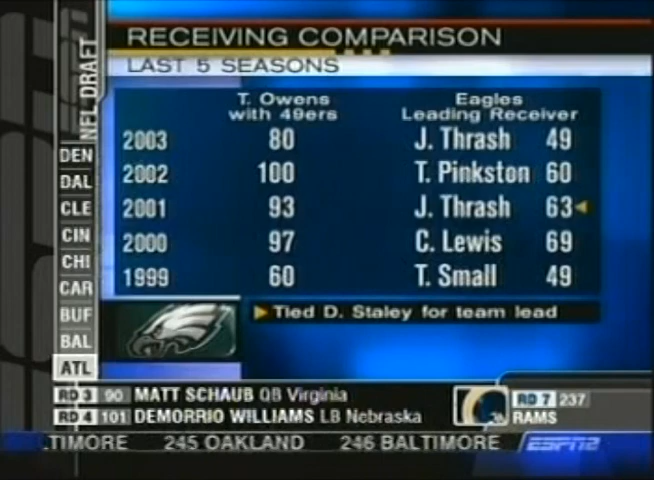 RECEIVING COMPARISON
LAST 5 SEASONS
T. Owens with 49ers
Eagles Leading Receiver
2003 80 J. Thrash 49
2002 100 T. Pinkston 60
2001 93 J. Thrash 63
2000 97 C. Lewis 69
1999 60 T. Small 49
Tied D. Staley for team lead
NFL DRAFT
DEN
DAL
CLE
CIN
CHI
CAR
BUF
BAL
ATL
RD 3 90 MATT SCHAUB QB Virginia
RD 4 101 DEMORRIO WILLIAMS LB Nebraska
RD 7 237
RAMS
TIMORE 245 OAKLAND 246 BALTIMORE ESPN2